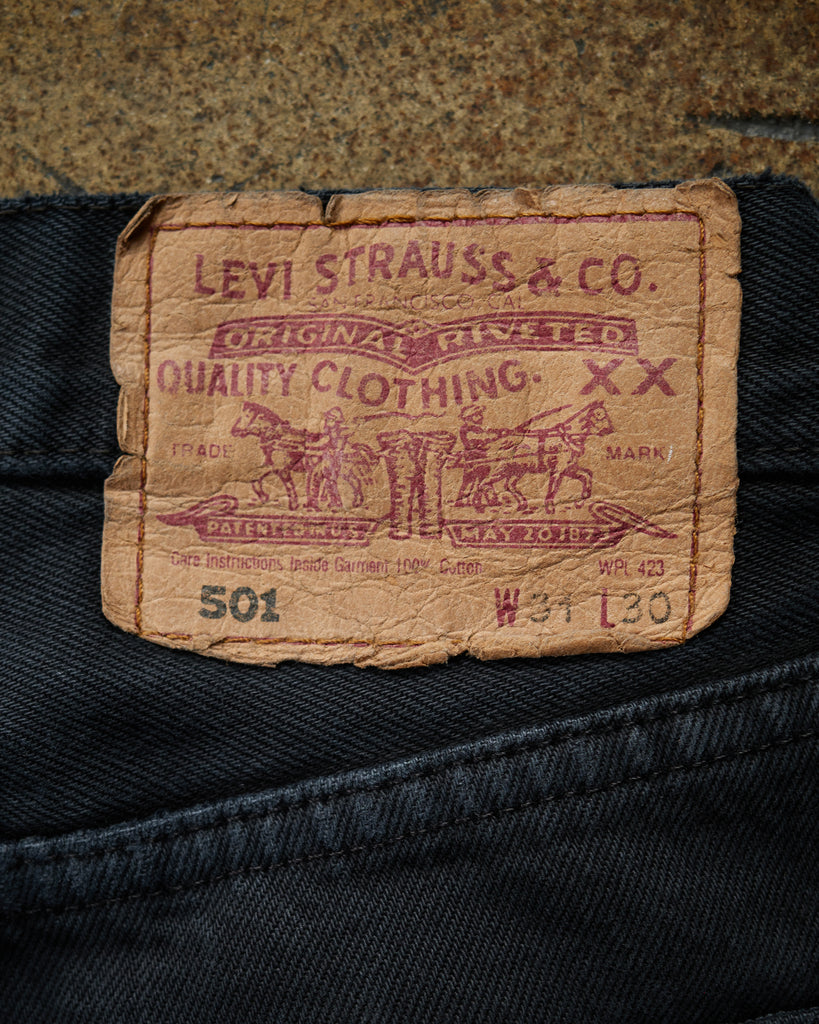 LEVI STRAUSS & CO.
SAN FRANCISCO, CAL.
ORIGINAL RIVETED
QUALITY CLOTHING. XX
TRADE MARK
PATENTED IN U.S. MAY 20 1873
Care Instructions Inside Garment 100% Cotton WPL 423
501 W 31 L 30